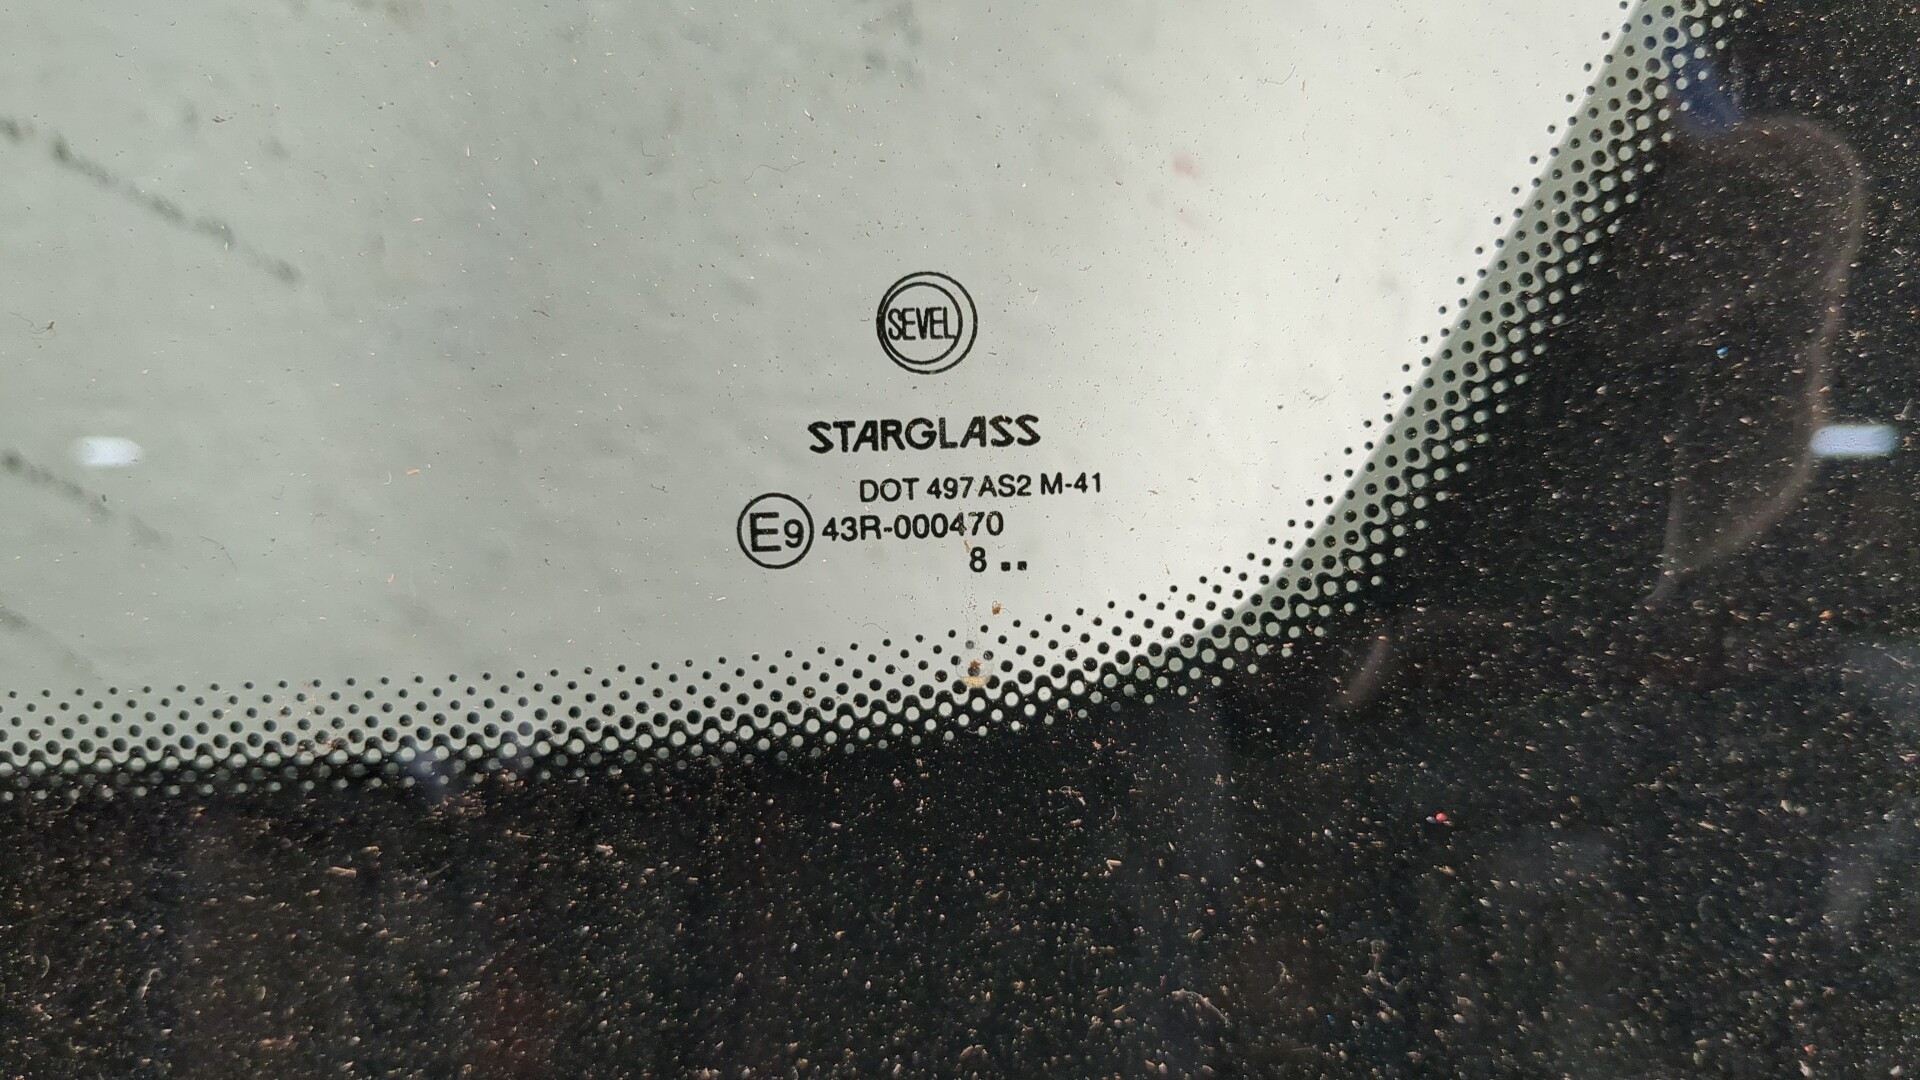 SEVEL
STARGLASS
DOT 497 AS2 M-41
E9 43R-000470
8 ..